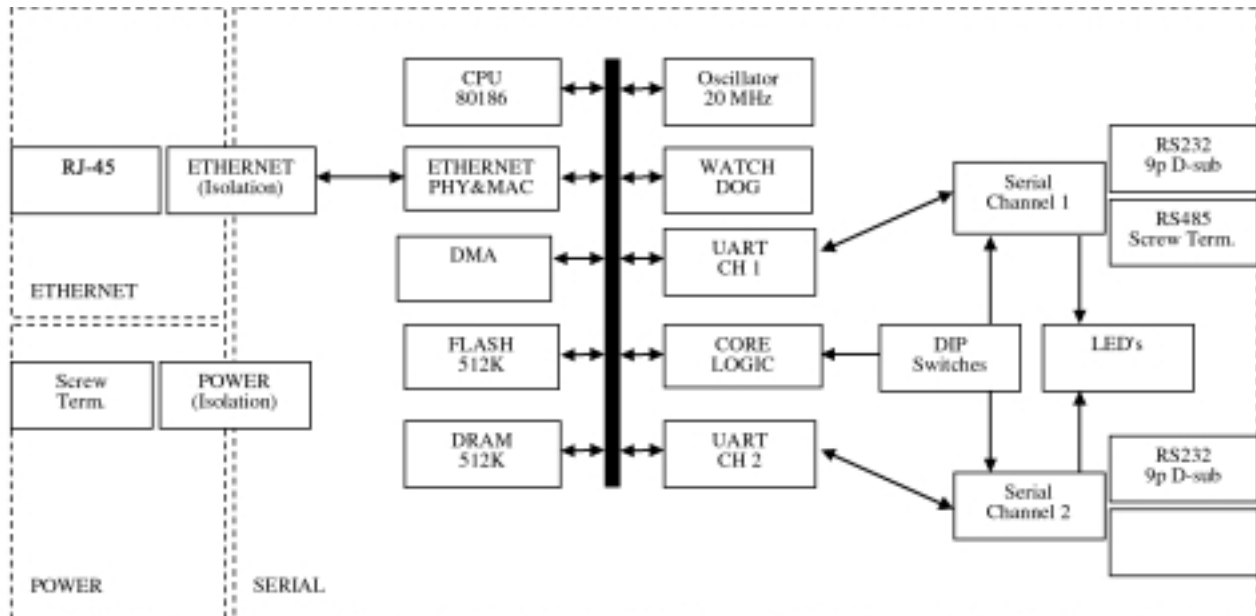 CPU
80186
Oscillator
20 MHz
RJ-45
ETHERNET
(Isolation)
ETHERNET
PHY&MAC
WATCH
DOG
Serial
Channel 1
RS232
9p D-sub
RS485
Screw Term.
DMA
UART
CH 1
ETHERNET
FLASH
512K
CORE
LOGIC
DIP
Switches
LED's
Screw
Term.
POWER
(Isolation)
DRAM
512K
UART
CH 2
Serial
Channel 2
RS232
9p D-sub
POWER
SERIAL